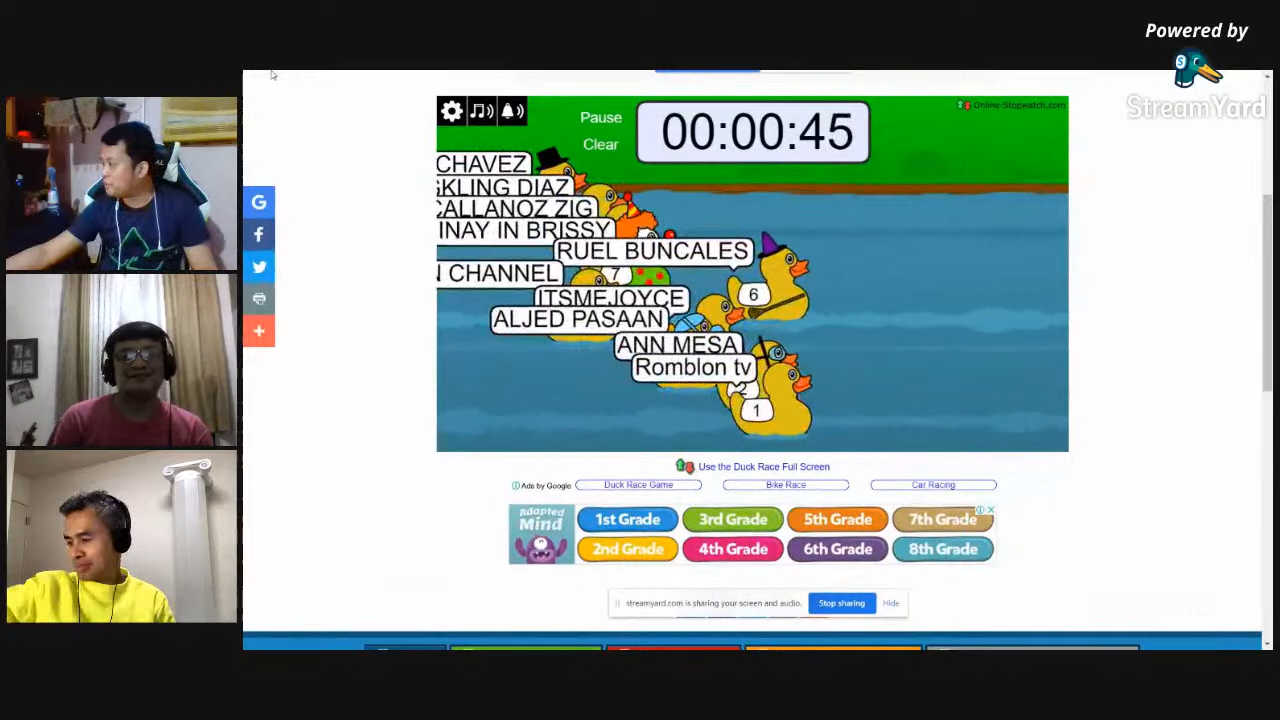 Powered by
StreamYard
Pause
Clear
00:00:45
Online-Stopwatch.com
CHAVEZ
GKLING DIAZ
CALLANOZ ZIG
INAY IN BRISSY
RUEL BUNCALES
N CHANNEL
7
6
ITSMEJOYCE
ALJED PASAAN
ANN MESA
Romblon tv
2
1
Use the Duck Race Full Screen
Ads by Google
Duck Race Game
Bike Race
Car Racing
Adapted Mind
1st Grade
3rd Grade
5th Grade
7th Grade
2nd Grade
4th Grade
6th Grade
8th Grade
streamyard.com is sharing your screen and audio.
Stop sharing
Hide